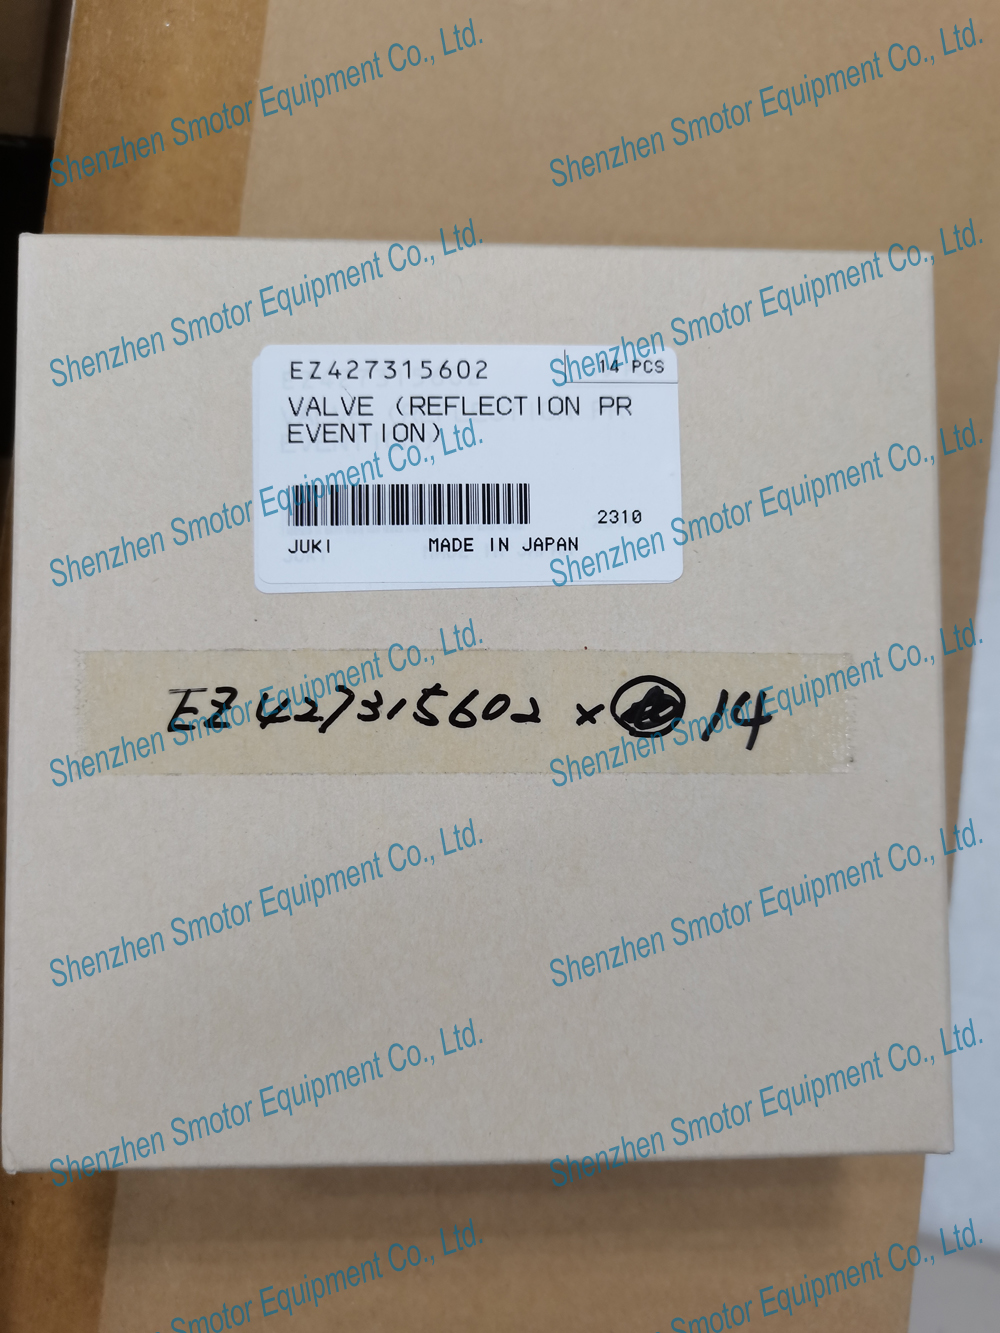 Shenzhen Smotor Equipment Co., Ltd. Shenzhen Smotor Equipment Co., Ltd.
Shenzhen Smotor Equipment Co., Ltd. Shenzhen Smotor Equipment Co., Ltd.
EZ427315602 14 PCS
VALVE (REFLECTION PR
EVENTION)
Shenzhen Smotor Equipment Co., Ltd. Shenzhen Smotor Equipment Co., Ltd.
2310
JUKI MADE IN JAPAN
EZ427315602 × 14
Shenzhen Smotor Equipment Co., Ltd. Shenzhen Smotor Equipment Co., Ltd.
Shenzhen Smotor Equipment Co., Ltd. Shenzhen Smotor Equipment Co., Ltd.
Shenzhen Smotor Equipment Co., Ltd. Shenzhen Smotor Equipment Co., Ltd.
Shenzhen Smotor Equipment Co., Ltd. Shenzhen Smotor Equipment Co., Ltd.